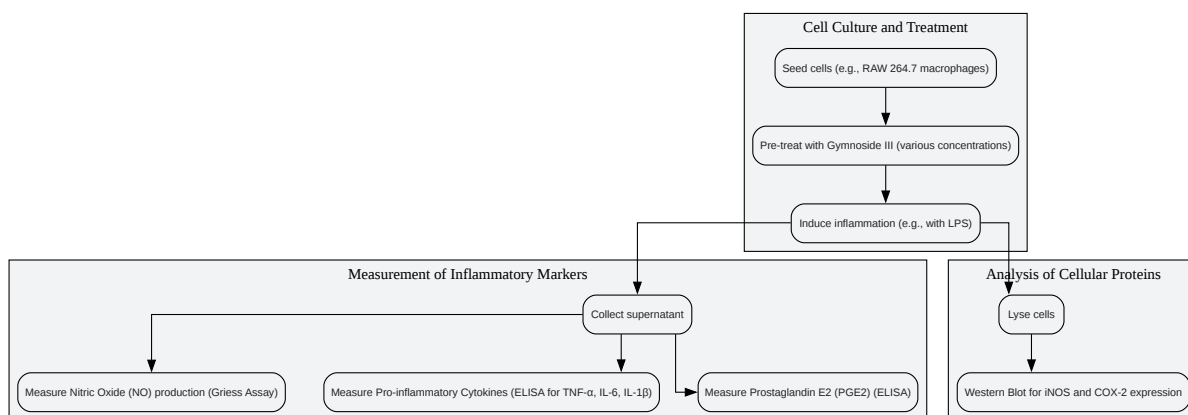 Cell Culture and Treatment
Seed cells (e.g., RAW 264.7 macrophages)
Pre-treat with Gymnoside III (various concentrations)
Induce inflammation (e.g., with LPS)
Measurement of Inflammatory Markers
Collect supernatant
Measure Nitric Oxide (NO) production (Griess Assay)
Measure Pro-inflammatory Cytokines (ELISA for TNF-α, IL-6, IL-1β)
Measure Prostaglandin E2 (PGE2) (ELISA)
Analysis of Cellular Proteins
Lyse cells
Western Blot for iNOS and COX-2 expression